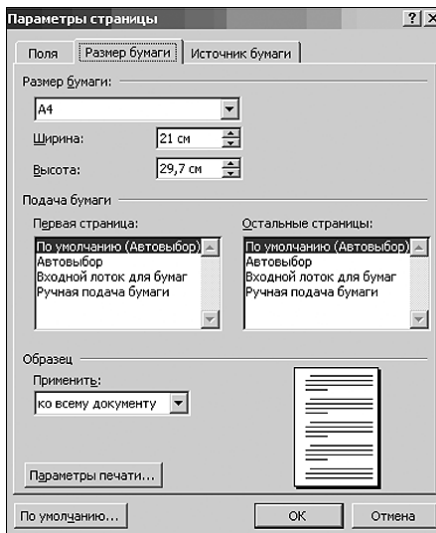 Параметры страницы
Поля
Размер бумаги
Источник бумаги
Размер бумаги:
A4
Ширина:
21 см
Высота:
29,7 см
Подача бумаги
Первая страница:
Остальные страницы:
По умолчанию (Автовыбор)
Автовыбор
Входной лоток для бумаг
Ручная подача бумаги
По умолчанию (Автовыбор)
Автовыбор
Входной лоток для бумаг
Ручная подача бумаги
Образец
Применить:
ко всему документу
Параметры печати...
По умолчанию...
ОК
Отмена